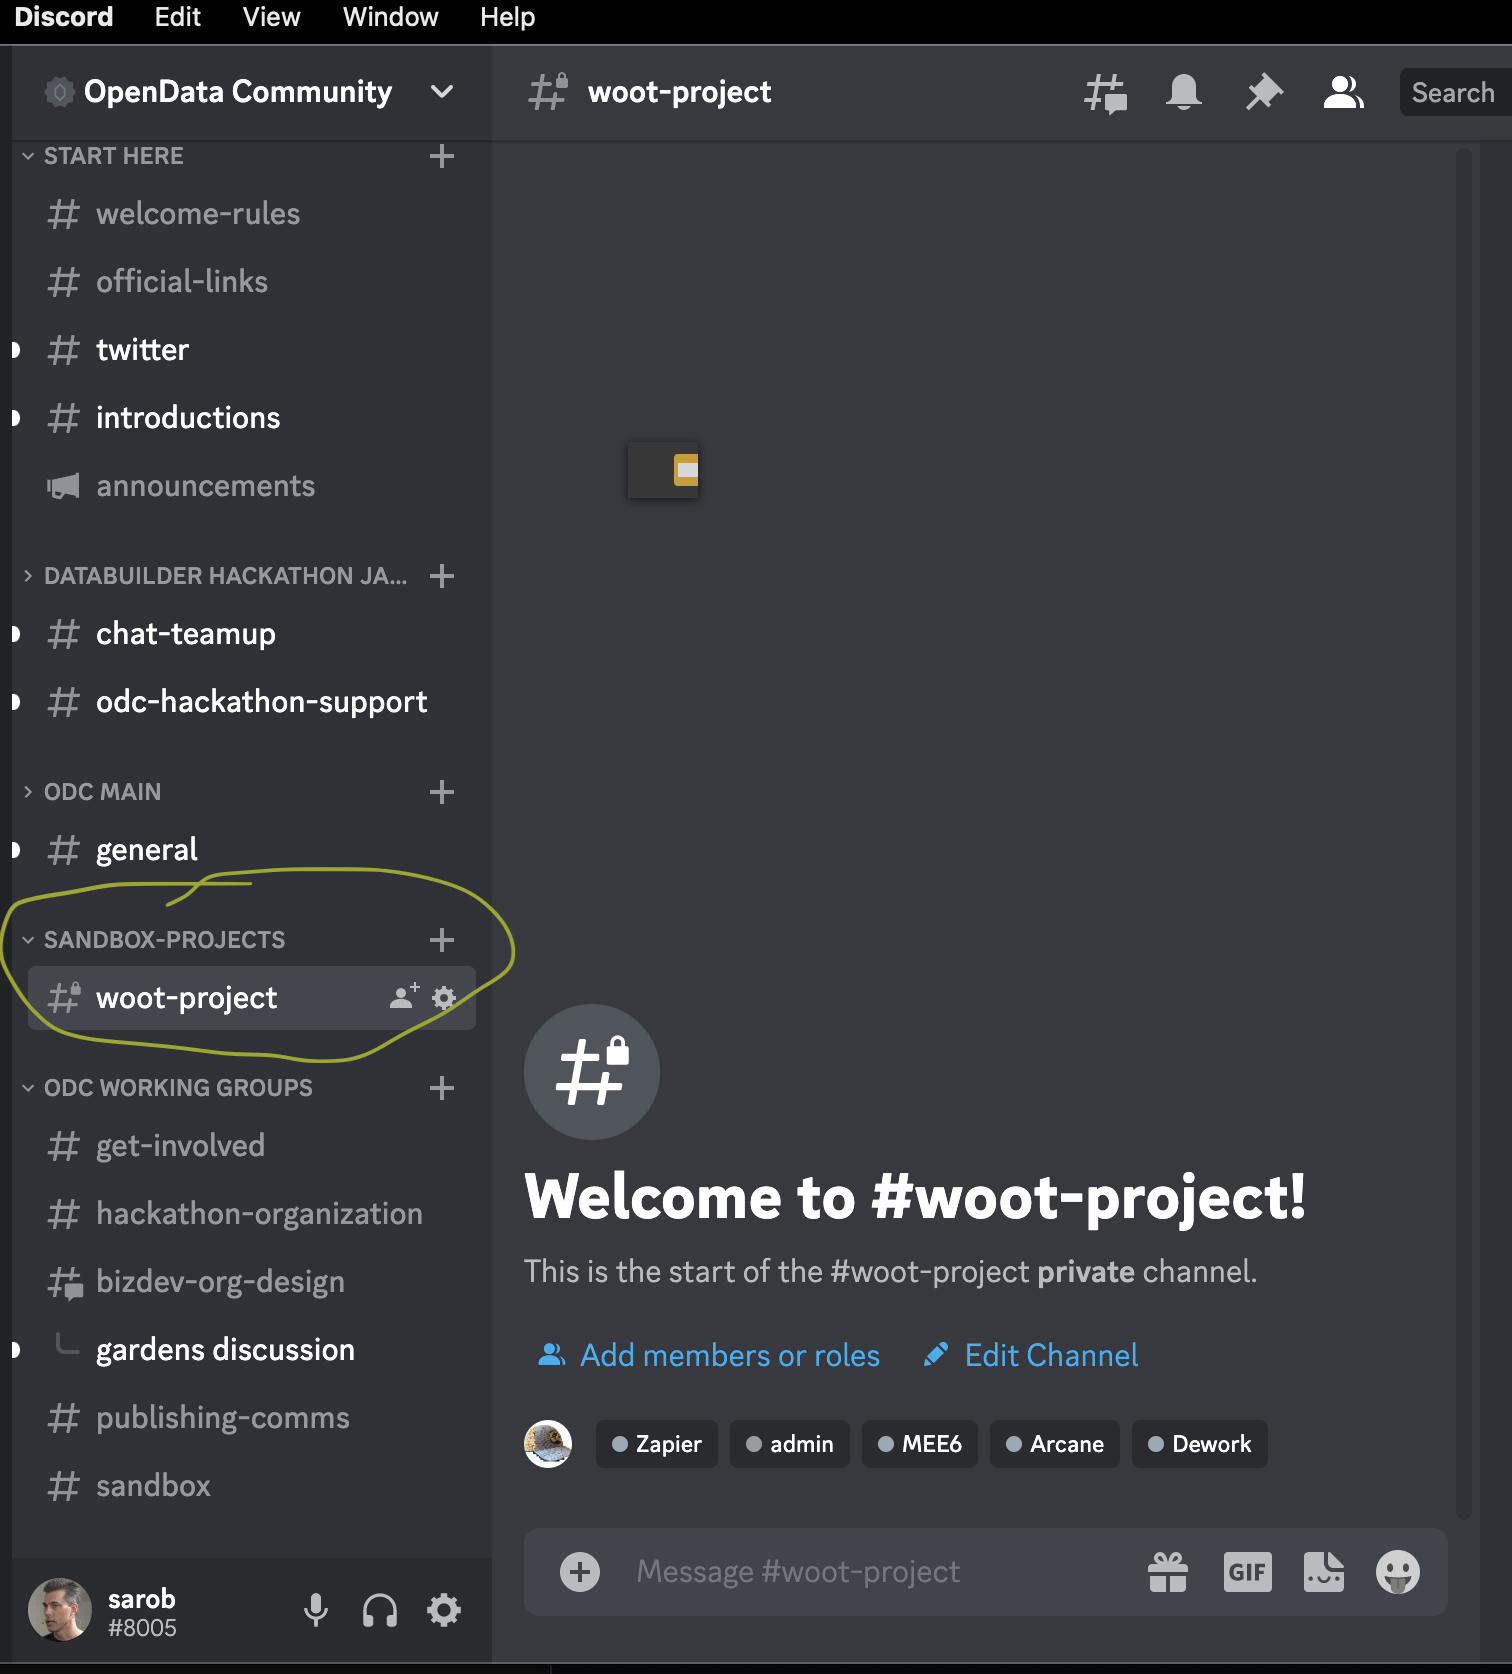 Discord Edit View Window Help
OpenData Community
START HERE
welcome-rules
official-links
twitter
introductions
announcements
DATABUILDER HACKATHON JA...
chat-teamup
odc-hackathon-support
ODC MAIN
general
SANDBOX-PROJECTS
woot-project
ODC WORKING GROUPS
get-involved
hackathon-organization
bizdev-org-design
gardens discussion
publishing-comms
sandbox
sarob
#8005
woot-project
Search
Welcome to #woot-project!
This is the start of the #woot-project private channel.
Add members or roles Edit Channel
Zapier admin MEE6 Arcane Dework
Message #woot-project GIF